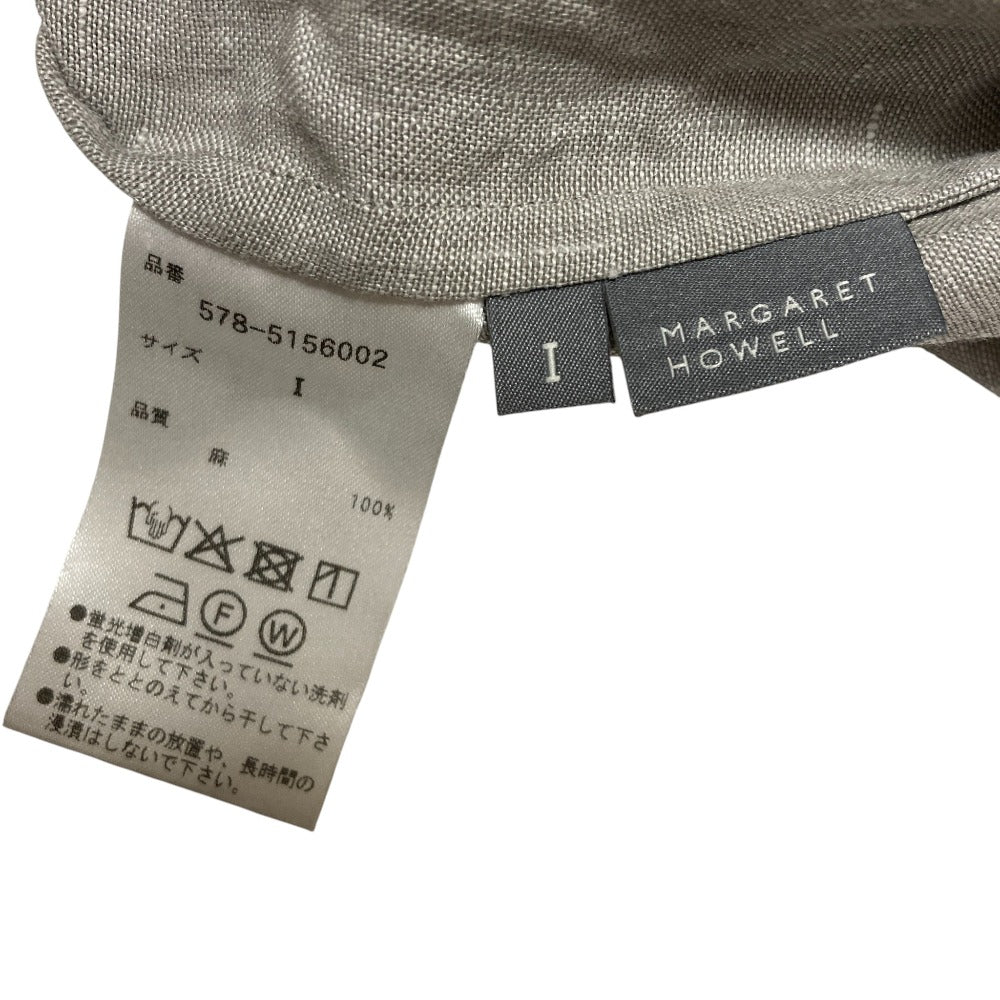 品番
578-5156002
サイズ
I
品質
麻
100%
F
W
●蛍光増白剤が入っていない洗剤
を使用して下さい。
●形をととのえてから干して下さ
い。
●濡れたままの放置や、長時間の
浸漬はしないで下さい。
I
MARGARET
HOWELL